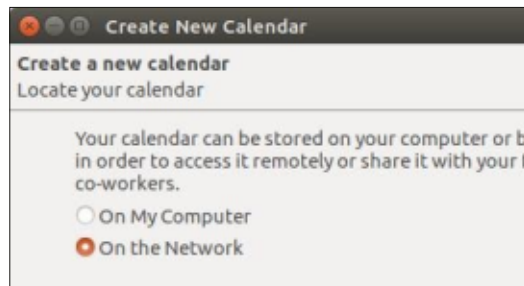 Create New Calendar
Create a new calendar
Locate your calendar
Your calendar can be stored on your computer or
in order to access it remotely or share it with your
co-workers.
On My Computer
On the Network